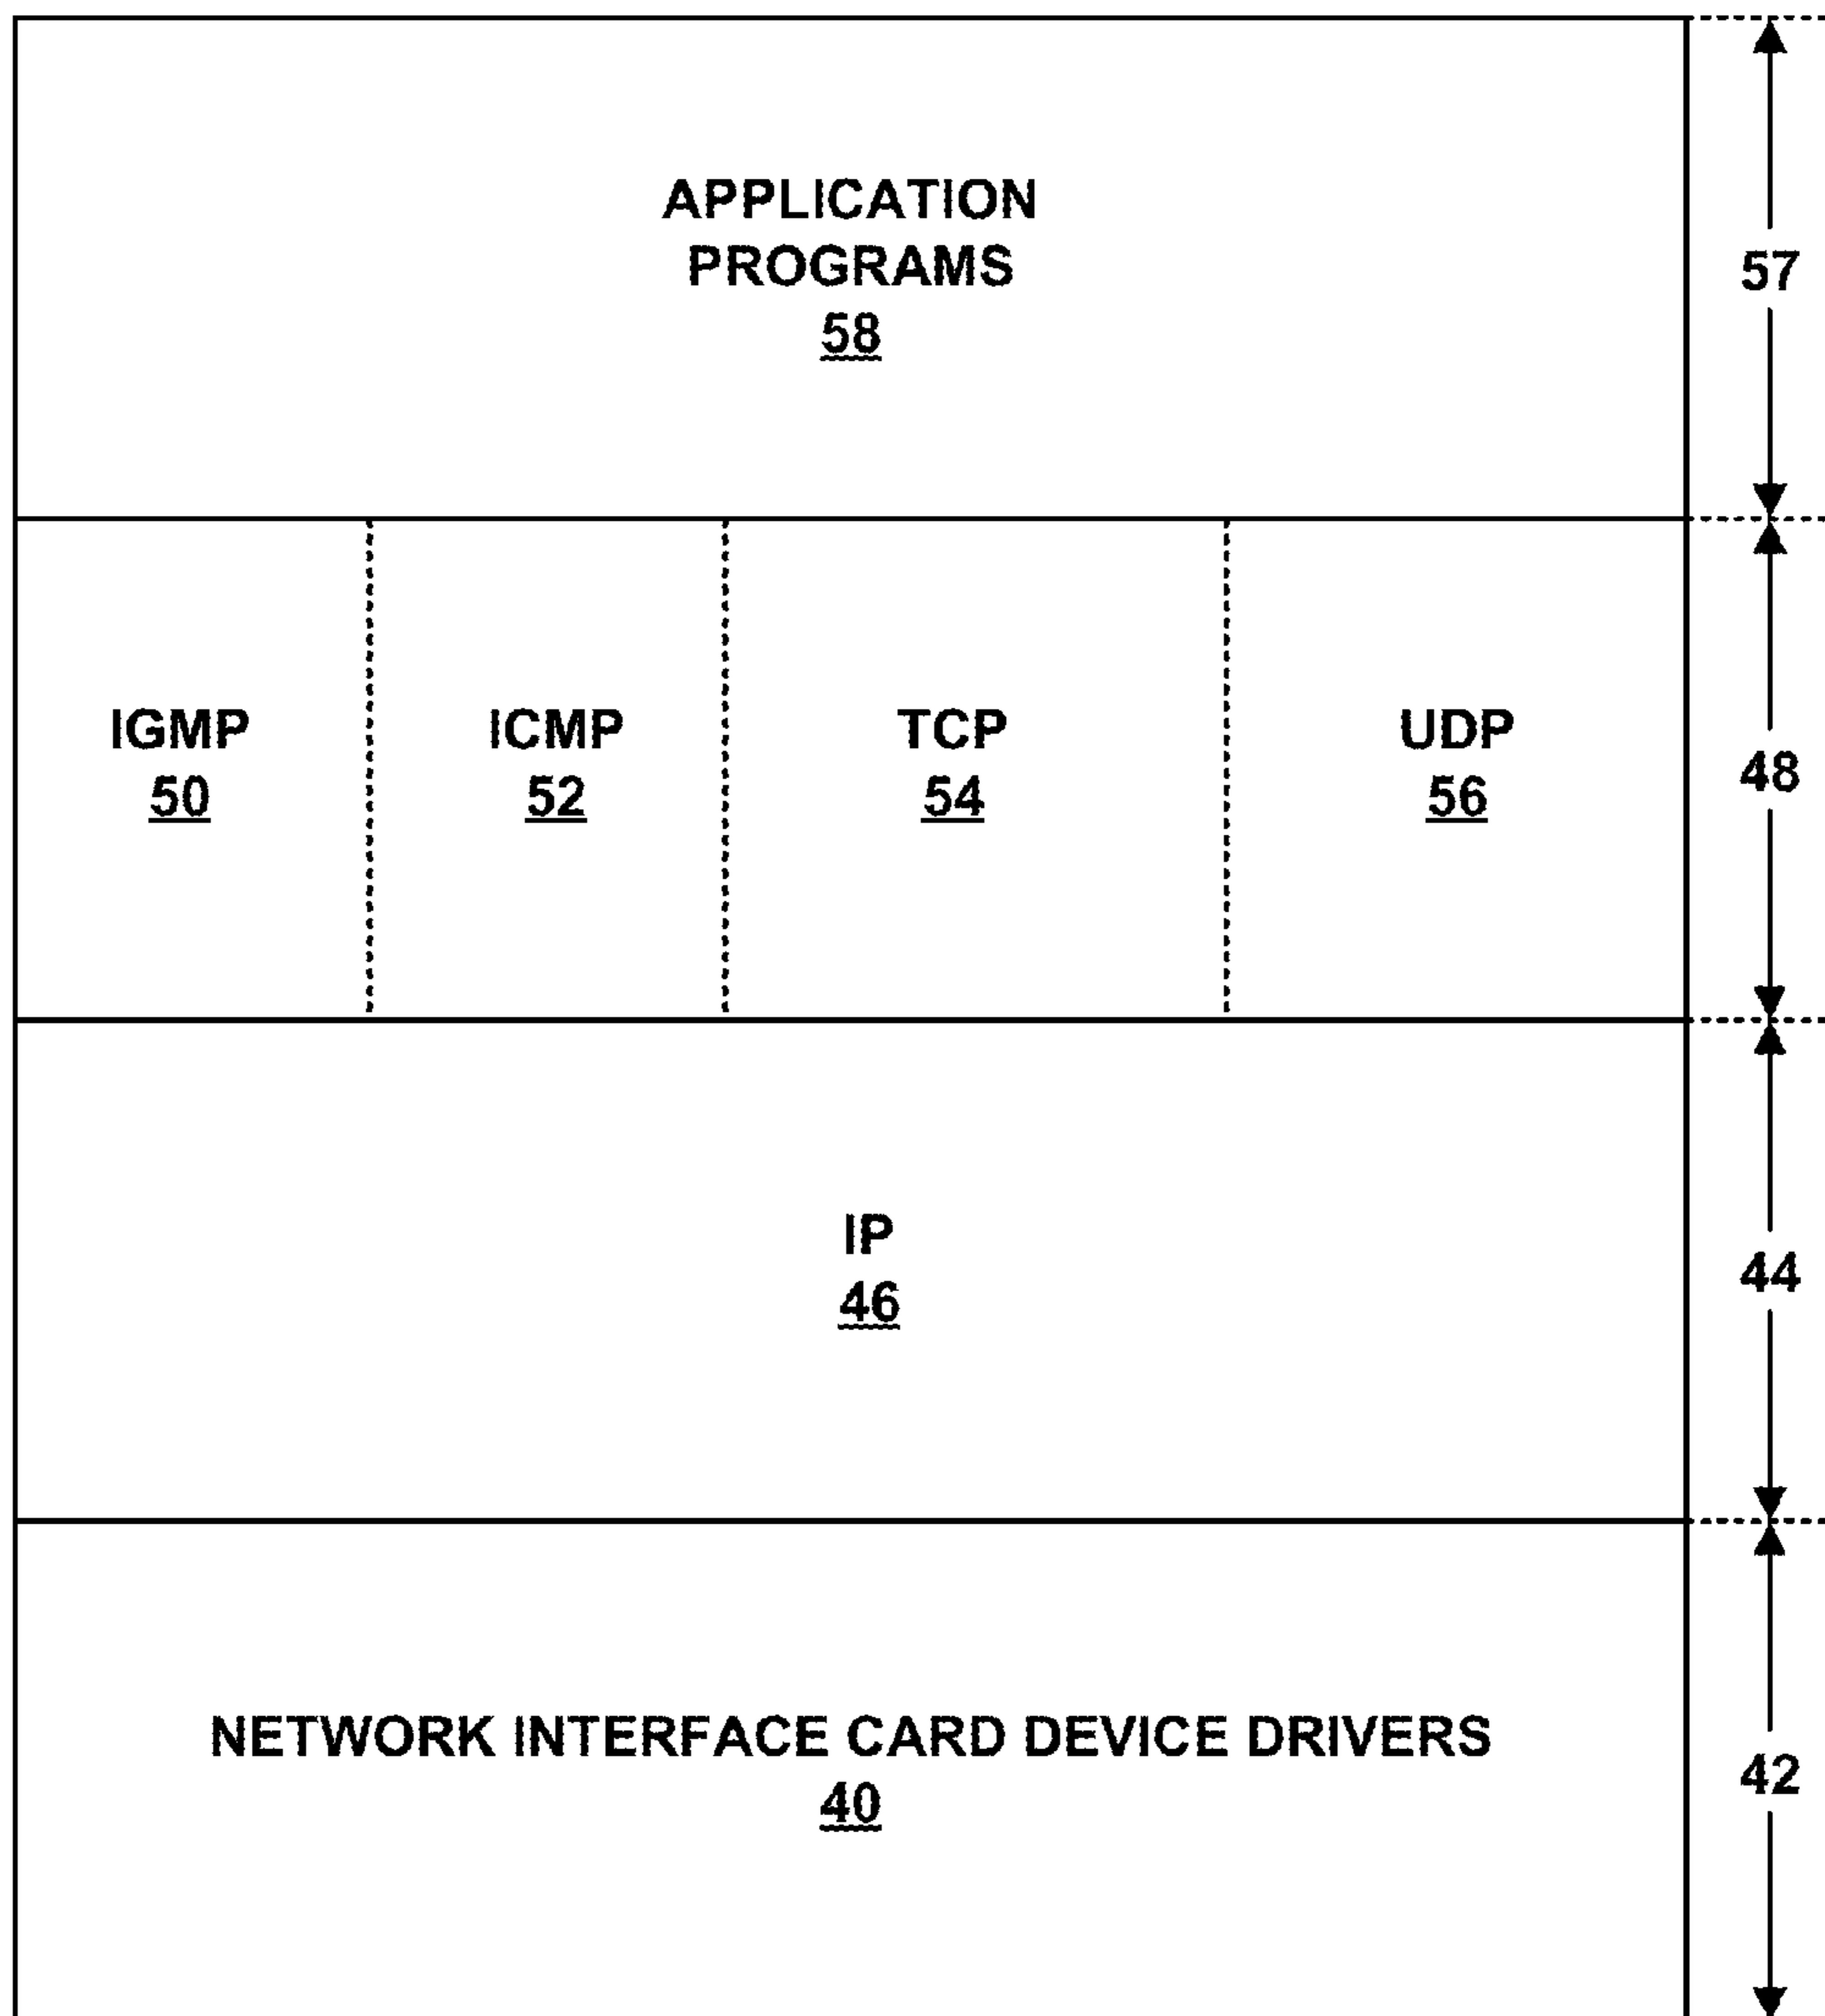 APPLICATION
PROGRAMS
58
57
IGMP
50
ICMP
52
TCP
54
UDP
56
48
IP
46
44
NETWORK INTERFACE CARD DEVICE DRIVERS
40
42